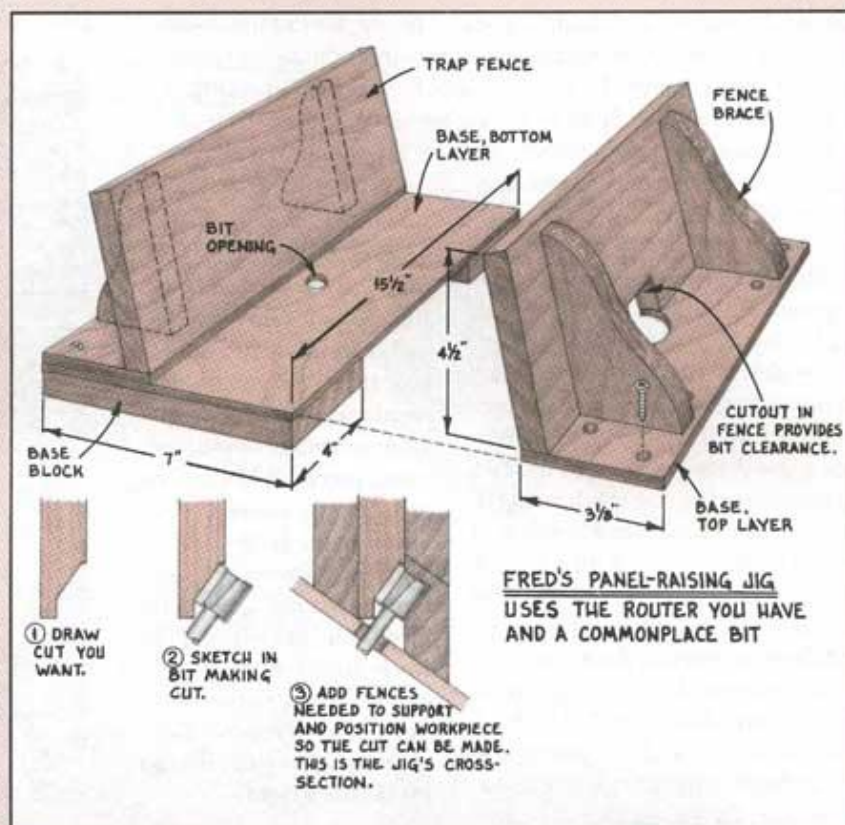 TRAP FENCE
FENCE
BRACE
BASE, BOTTOM
LAYER
BIT
OPENING
15½"
4½"
CUTOUT IN
FENCE PROVIDES
BIT CLEARANCE.
BASE
BLOCK
7"
4"
3⅛"
BASE,
TOP LAYER
FRED'S PANEL-RAISING JIG
USES THE ROUTER YOU HAVE
AND A COMMONPLACE BIT
① DRAW
CUT YOU
WANT.
② SKETCH IN
BIT MAKING
CUT.
③ ADD FENCES
NEEDED TO SUPPORT
AND POSITION WORKPIECE
SO THE CUT CAN BE MADE.
THIS IS THE JIG'S CROSS-
SECTION.